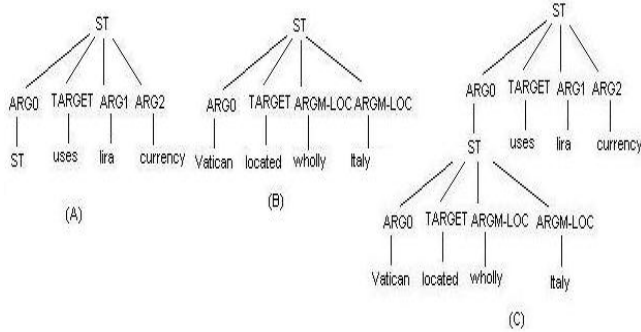 ST
ARG0 TARGET ARG1 ARG2
ST uses lira currency
(A)
ST
ARG0 TARGET ARGM-LOC ARGM-LOC
Vatican located wholly Italy
(B)
ST
ARG0 TARGET ARG1 ARG2
uses lira currency
ST
ARG0 TARGET ARGM-LOC ARGM-LOC
Vatican located wholly Italy
(C)